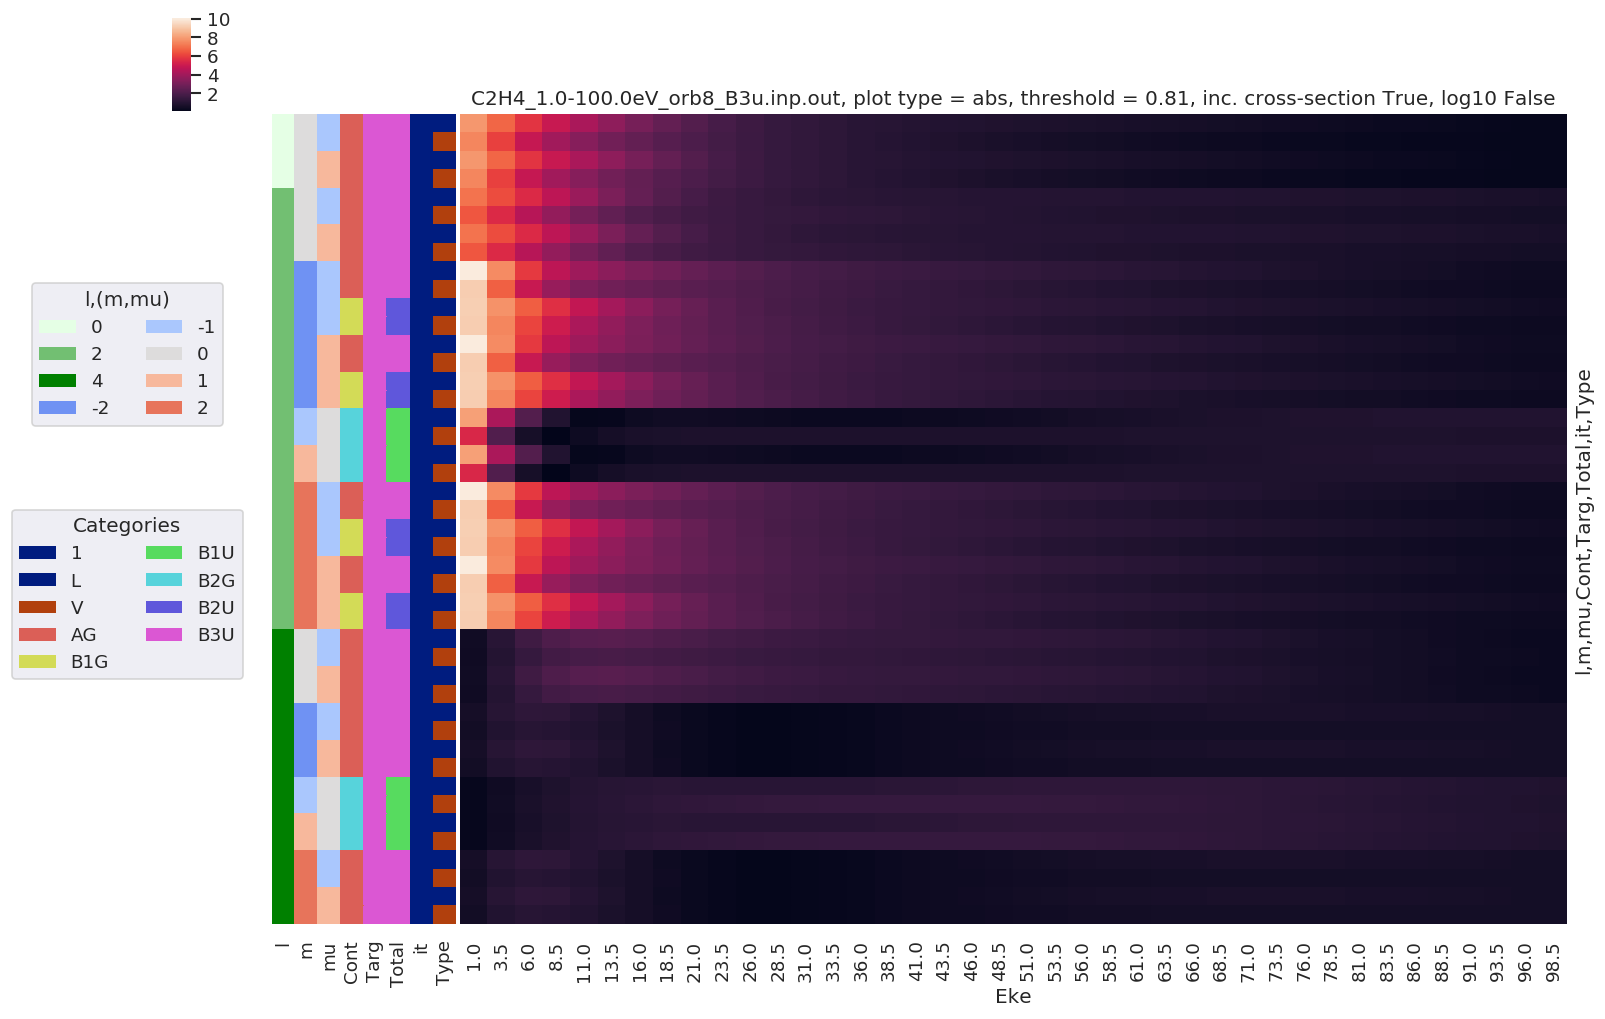 10
8
6
4
2
C2H4_1.0-100.0eV_orb8_B3u.inp.out, plot type = abs, threshold = 0.81, inc. cross-section True, log10 False
l,(m,mu)
0 -1
2 0
4 1
-2 2
Categories
1 B1U
L B2G
V B2U
AG B3U
B1G
l,m,mu,Cont,Targ,Total,it,Type
l m mu Cont Targ Total it Type
1.0 3.5 6.0 8.5 11.0 13.5 16.0 18.5 21.0 23.5 26.0 28.5 31.0 33.5 36.0 38.5 41.0 43.5 46.0 48.5 51.0 53.5 56.0 58.5 61.0 63.5 66.0 68.5 71.0 73.5 76.0 78.5 81.0 83.5 86.0 88.5 91.0 93.5 96.0 98.5
Eke